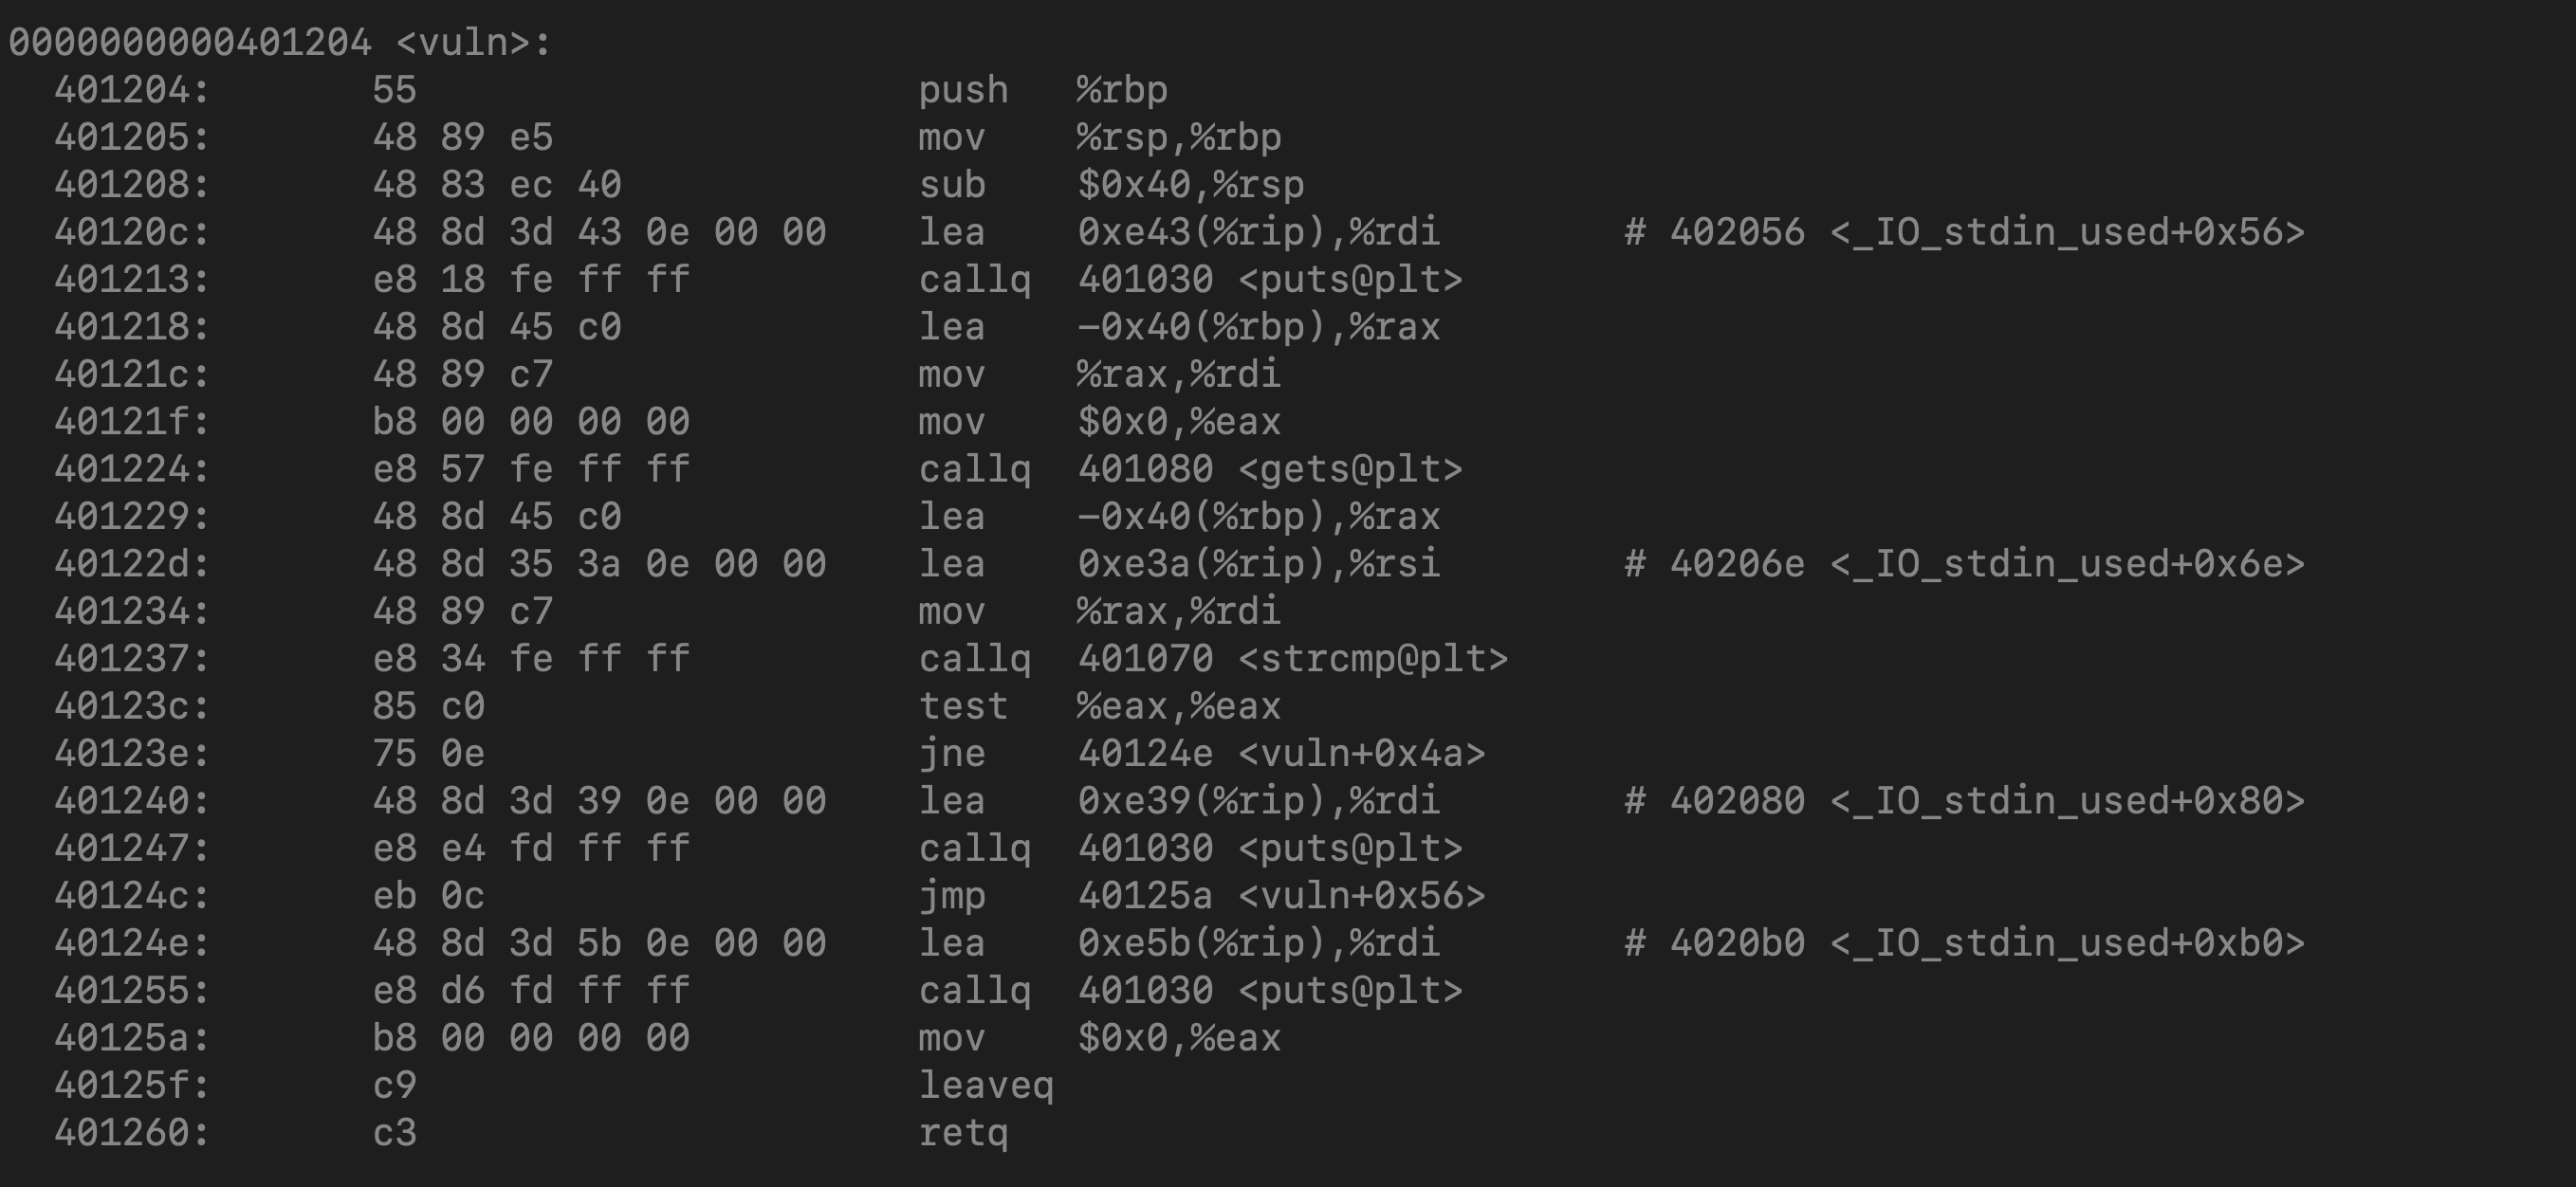 0000000000401204 <vuln>:
401204: 55 push %rbp
401205: 48 89 e5 mov %rsp,%rbp
401208: 48 83 ec 40 sub $0x40,%rsp
40120c: 48 8d 3d 43 0e 00 00 lea 0xe43(%rip),%rdi # 402056 <_IO_stdin_used+0x56>
401213: e8 18 fe ff ff callq 401030 <puts@plt>
401218: 48 8d 45 c0 lea -0x40(%rbp),%rax
40121c: 48 89 c7 mov %rax,%rdi
40121f: b8 00 00 00 00 mov $0x0,%eax
401224: e8 57 fe ff ff callq 401080 <gets@plt>
401229: 48 8d 45 c0 lea -0x40(%rbp),%rax
40122d: 48 8d 35 3a 0e 00 00 lea 0xe3a(%rip),%rsi # 40206e <_IO_stdin_used+0x6e>
401234: 48 89 c7 mov %rax,%rdi
401237: e8 34 fe ff ff callq 401070 <strcmp@plt>
40123c: 85 c0 test %eax,%eax
40123e: 75 0e jne 40124e <vuln+0x4a>
401240: 48 8d 3d 39 0e 00 00 lea 0xe39(%rip),%rdi # 402080 <_IO_stdin_used+0x80>
401247: e8 e4 fd ff ff callq 401030 <puts@plt>
40124c: eb 0c jmp 40125a <vuln+0x56>
40124e: 48 8d 3d 5b 0e 00 00 lea 0xe5b(%rip),%rdi # 4020b0 <_IO_stdin_used+0xb0>
401255: e8 d6 fd ff ff callq 401030 <puts@plt>
40125a: b8 00 00 00 00 mov $0x0,%eax
40125f: c9 leaveq
401260: c3 retq